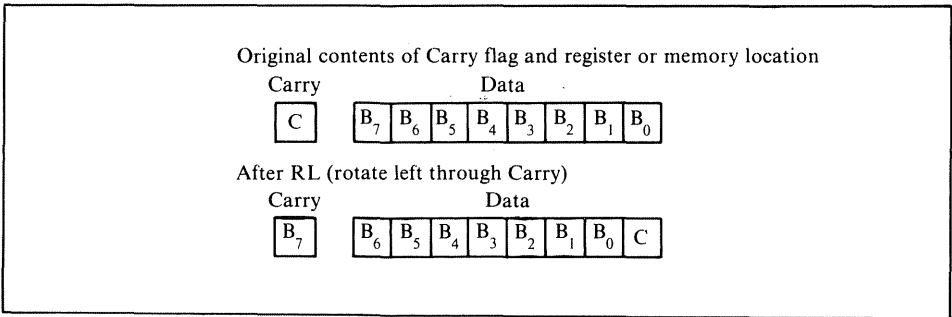 Original contents of Carry flag and register or memory location
Carry Data
C B₇ B₆ B₅ B₄ B₃ B₂ B₁ B₀
After RL (rotate left through Carry)
Carry Data
B₇ B₆ B₅ B₄ B₃ B₂ B₁ B₀ C